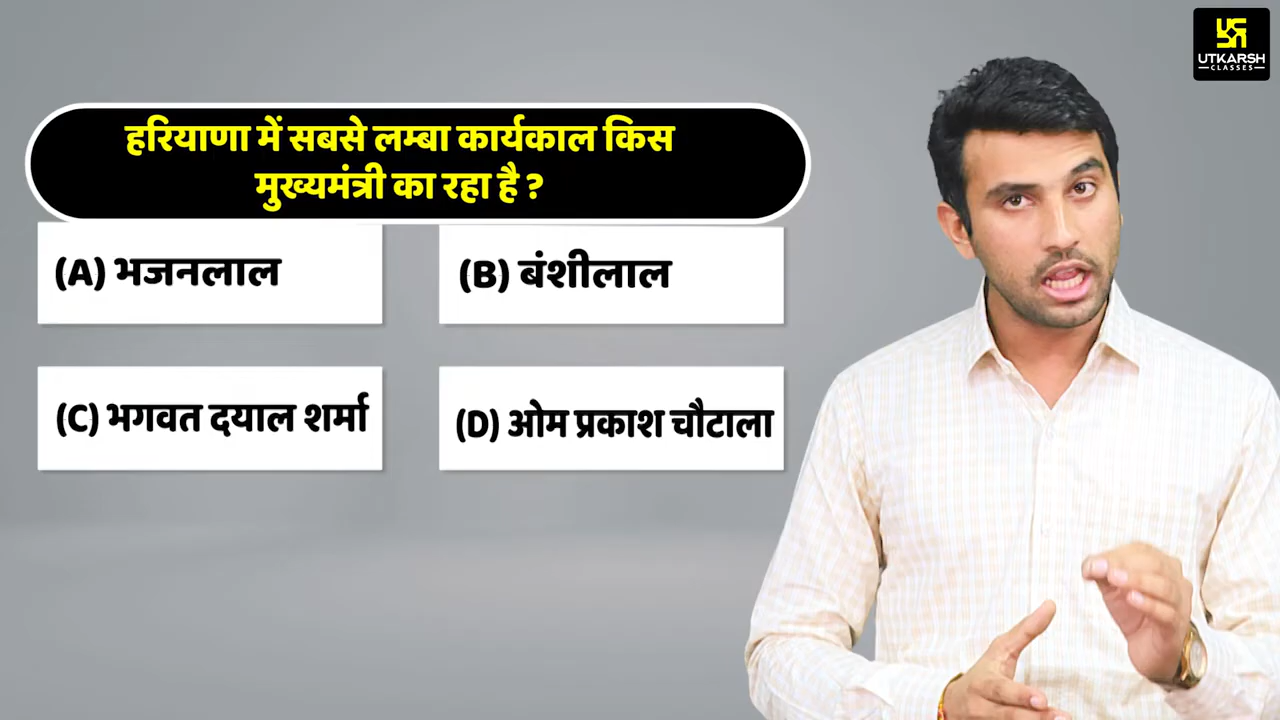 UTKARSH
CLASSES
हरियाणा में सबसे लम्बा कार्यकाल किस
मुख्यमंत्री का रहा है ?
(A) भजनलाल
(B) बंशीलाल
(C) भगवत दयाल शर्मा
(D) ओम प्रकाश चौटाला